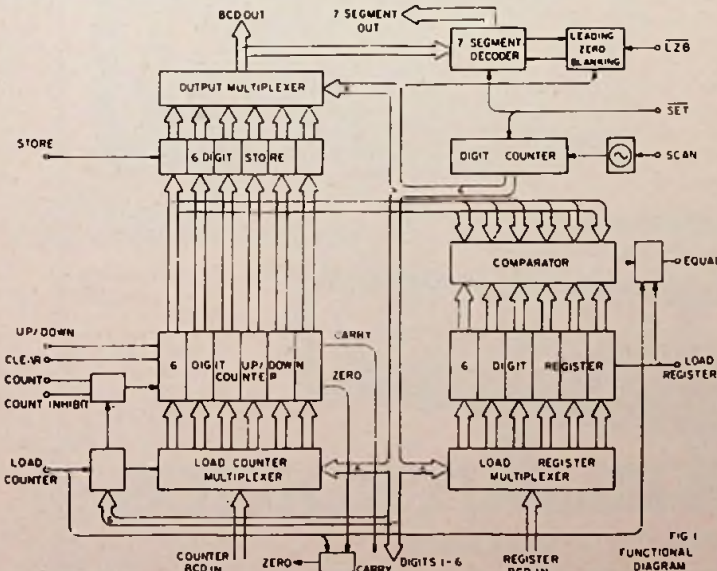 BCD OUT
7 SEGMENT
OUT
7 SEGMENT
DECODER
LEADING
ZERO
BLANKING
LZB
OUTPUT MULTIPLEXER
SET
STORE
6 DIGIT STORE
DIGIT COUNTER
SCAN
COMPARATOR
EQUAL
UP/DOWN
CLEAR
COUNT
COUNT INHIBIT
6 DIGIT UP/DOWN
COUNTER
CARRY
ZERO
6 DIGIT REGISTER
LOAD
REGISTER
LOAD
COUNTER
LOAD COUNTER
MULTIPLEXER
LOAD REGISTER
MULTIPLEXER
6
COUNTER
BCD IN
ZERO
CARRY
DIGITS 1-6
REGISTER
BCD IN
FIG 1
FUNCTIONAL
DIAGRAM